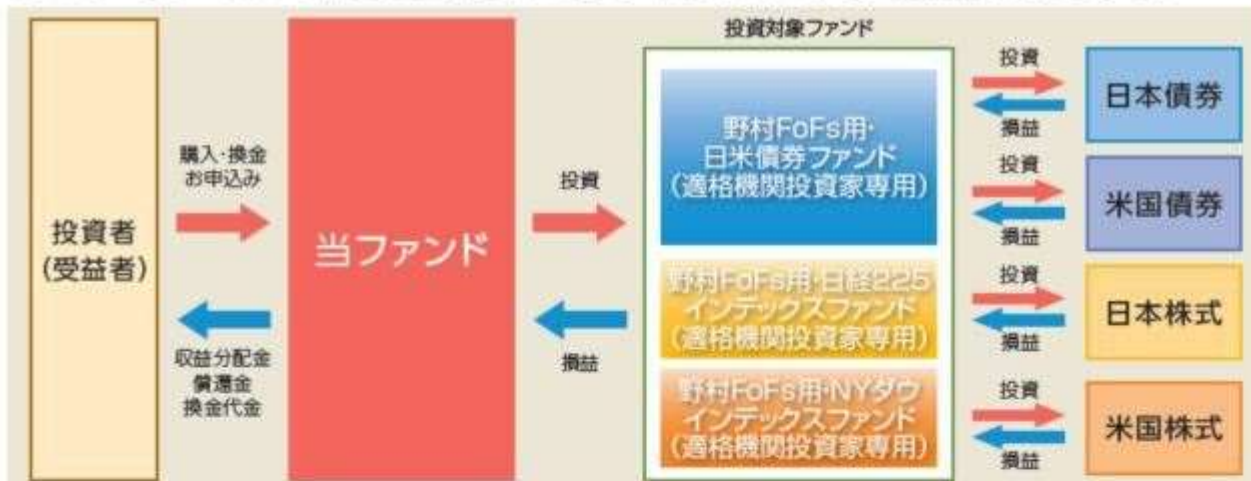 投資者
(受益者)
購入・換金
お申込み
収益分配金
償還金
換金代金
当ファンド
投資
損益
投資対象ファンド
野村FoFs用・
日米債券ファンド
(適格機関投資家専用)
野村FoFs用・日経225
インデックスファンド
(適格機関投資家専用)
野村FoFs用・NYダウ
インデックスファンド
(適格機関投資家専用)
投資
損益
日本債券
投資
損益
米国債券
投資
損益
日本株式
投資
損益
米国株式